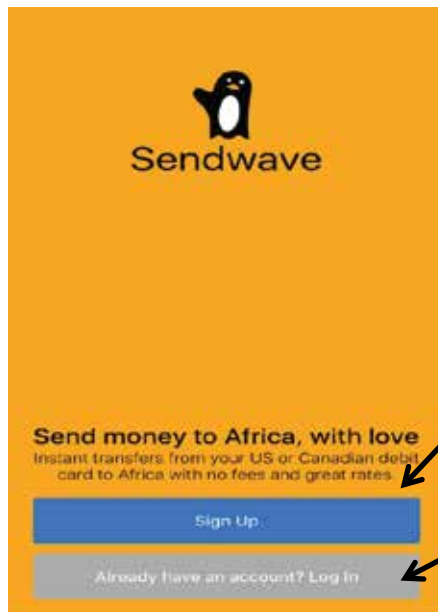 Sendwave
Send money to Africa, with love
Instant transfers from your US or Canadian debit
card to Africa with no fees and great rates
Sign Up
Already have an account? Log In